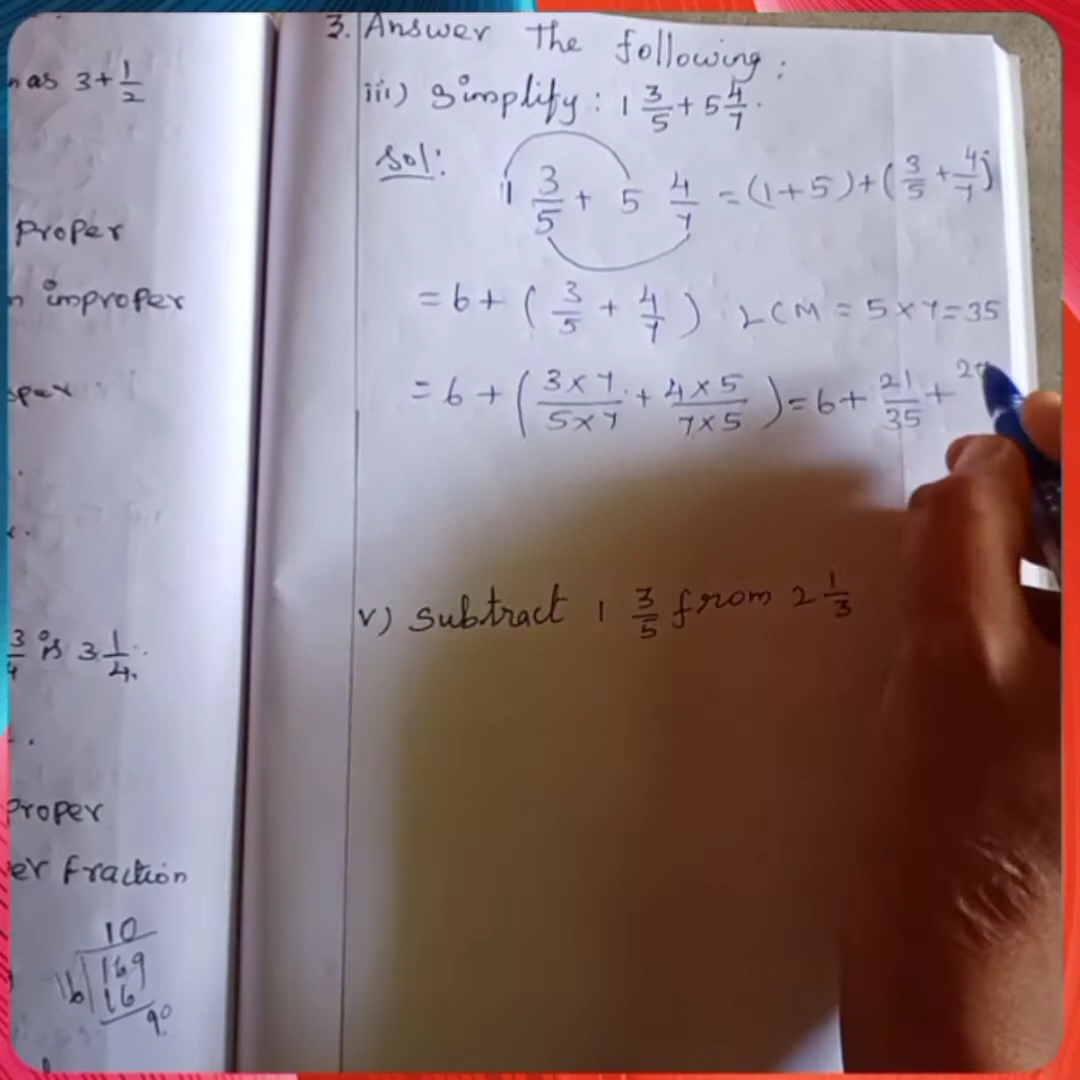 as 3+1/2
Proper
improper
3/4 is 3 1/4.
Proper
er fraction
10
16 169
16
9
3. Answer the following:
iii) Simplify: 1 3/5 + 5 4/7.
Sol:
1 3/5 + 5 4/7 = (1+5)+(3/5 + 4/7)
= 6 + (3/5 + 4/7) LCM = 5×7=35
= 6 + (3×7/5×7 + 4×5/7×5) = 6+ 21/35 +
v) Subtract 1 3/5 from 2 1/3